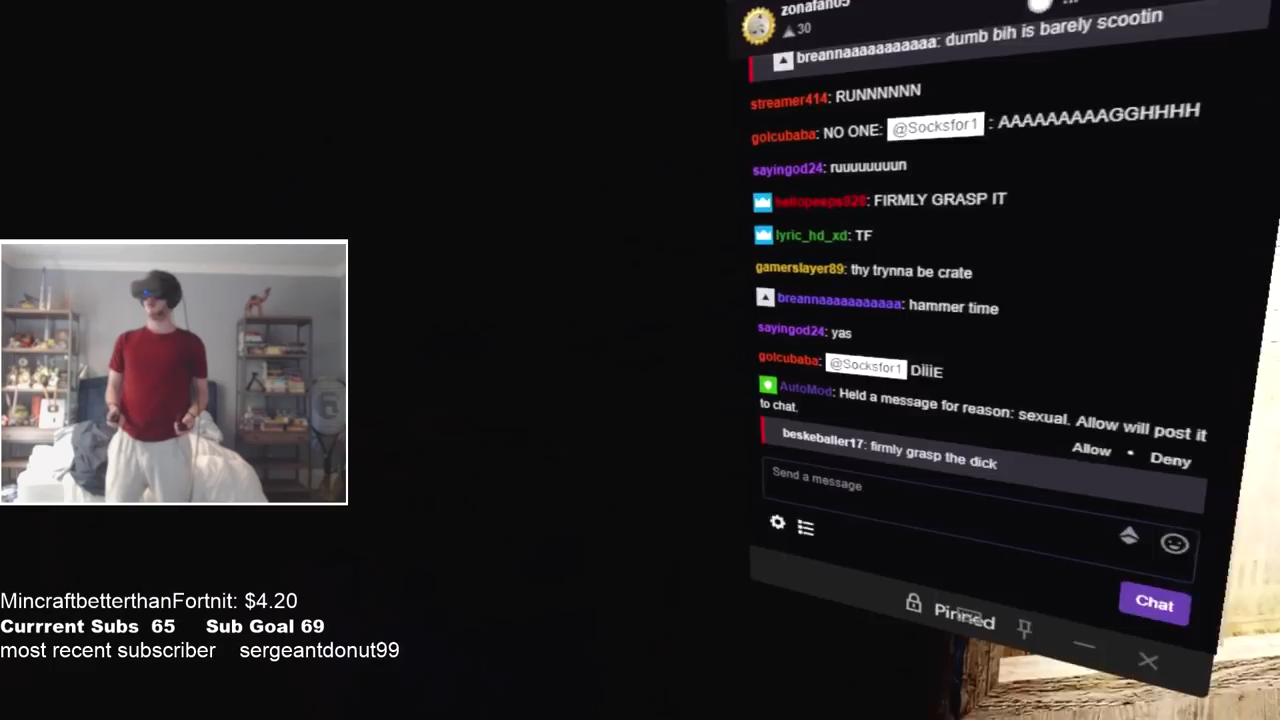 zonafan05
30
breannaaaaaaaaaaa: dumb bih is barely scootin
streamer414: RUNNNNNN
golcubaba: NO ONE: @Socksfor1 : AAAAAAAAAGGHHHH
sayingod24: ruuuuuuuun
hellopeeps820: FIRMLY GRASP IT
lyric_hd_xd: TF
gamerslayer89: thy trynna be crate
breannaaaaaaaaaaa: hammer time
sayingod24: yas
golcubaba: @Socksfor1 DIIIE
AutoMod: Held a message for reason: sexual. Allow will post it
to chat.
Allow • Deny
beskeballer17: firmly grasp the dick
Send a message
Chat
Pinned
MincraftbetterthanFortnit: $4.20
Currrent Subs 65 Sub Goal 69
most recent subscriber sergeantdonut99